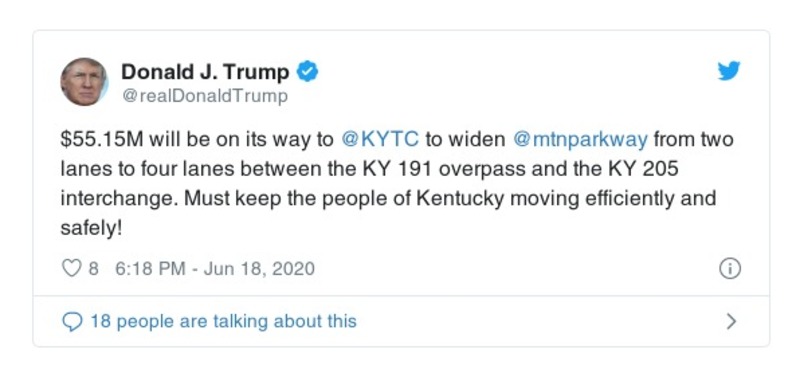 Donald J. Trump
@realDonaldTrump
$55.15M will be on its way to @KYTC to widen @mtnparkway from two
lanes to four lanes between the KY 191 overpass and the KY 205
interchange. Must keep the people of Kentucky moving efficiently and
safely!
8 6:18 PM - Jun 18, 2020
18 people are talking about this